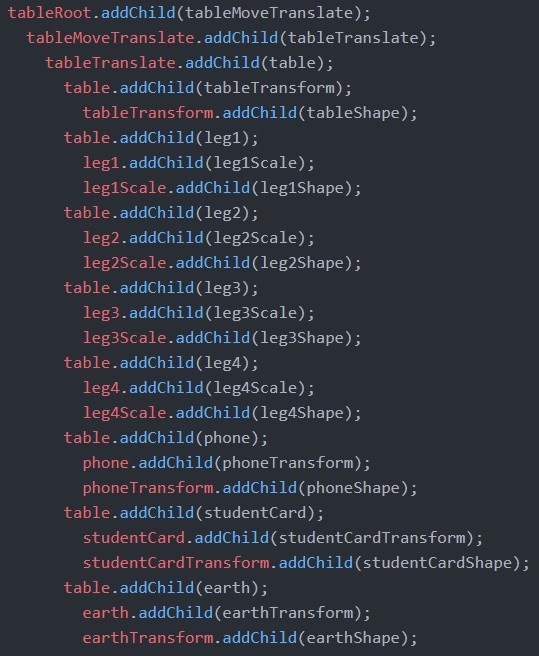 tableRoot.addChild(tableMoveTranslate);
tableMoveTranslate.addChild(tableTranslate);
tableTranslate.addChild(table);
table.addChild(tableTransform);
tableTransform.addChild(tableShape);
table.addChild(leg1);
leg1.addChild(leg1Scale);
leg1Scale.addChild(leg1Shape);
table.addChild(leg2);
leg2.addChild(leg2Scale);
leg2Scale.addChild(leg2Shape);
table.addChild(leg3);
leg3.addChild(leg3Scale);
leg3Scale.addChild(leg3Shape);
table.addChild(leg4);
leg4.addChild(leg4Scale);
leg4Scale.addChild(leg4Shape);
table.addChild(phone);
phone.addChild(phoneTransform);
phoneTransform.addChild(phoneShape);
table.addChild(studentCard);
studentCard.addChild(studentCardTransform);
studentCardTransform.addChild(studentCardShape);
table.addChild(earth);
earth.addChild(earthTransform);
earthTransform.addChild(earthShape);